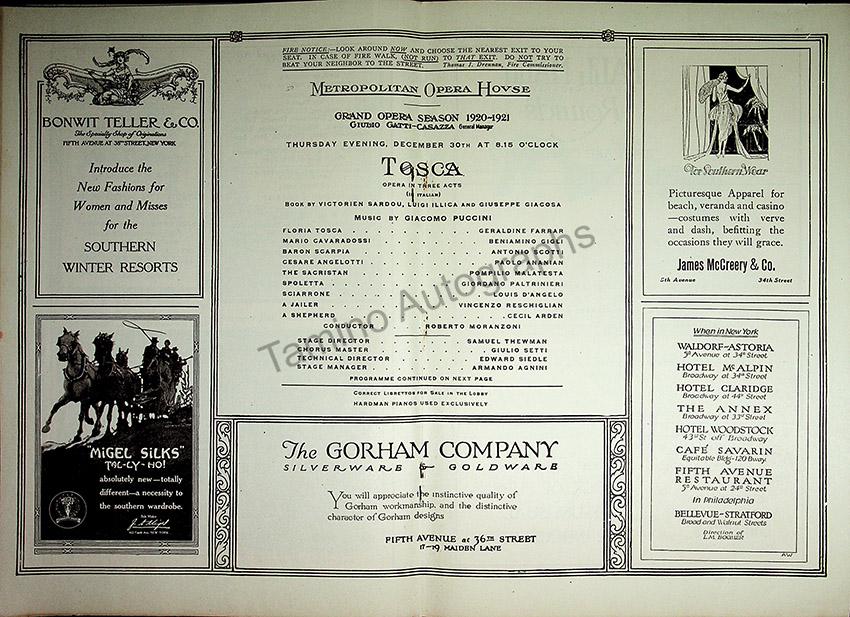 BONWIT TELLER & CO.
The Specialty Shop of Originations
FIFTH AVENUE AT 38TH STREET, NEW YORK
Introduce the
New Fashions for
Women and Misses
for the
SOUTHERN
WINTER RESORTS
"MIGEL SILKS"
TAL-LY-HO!
absolutely new—totally
different—a necessity to
the southern wardrobe.
FIRE NOTICE:—LOOK AROUND NOW AND CHOOSE THE NEAREST EXIT TO YOUR
SEAT. IN CASE OF FIRE WALK, (NOT RUN) TO THAT EXIT. DO NOT TRY TO
BEAT YOUR NEIGHBOR TO THE STREET. Thomas J. Drennan, Fire Commissioner.
METROPOLITAN OPERA HOVSE
GRAND OPERA SEASON 1920-1921
GIULIO GATTI-CASAZZA General Manager
THURSDAY EVENING, DECEMBER 30TH AT 8.15 O'CLOCK
TOSCA
OPERA IN THREE ACTS
(IN ITALIAN)
BOOK BY VICTORIEN SARDOU, LUIGI ILLICA AND GIUSEPPE GIACOSA
MUSIC BY GIACOMO PUCCINI
FLORIA TOSCA . . . . . . . GERALDINE FARRAR
MARIO CAVARADOSSI . . . . . . . BENIAMINO GIGLI
BARON SCARPIA . . . . . . . ANTONIO SCOTTI
CESARE ANGELOTTI . . . . . . . PAOLO ANANIAN
THE SACRISTAN . . . . . . . POMPILIO MALATESTA
SPOLETTA . . . . . . . GIORDANO PALTRINIERI
SCIARRONE . . . . . . . LOUIS D'ANGELO
A JAILER . . . . . . . VINCENZO RESCHIGLIAN
A SHEPHERD . . . . . . . CECIL ARDEN
CONDUCTOR . . . . ROBERTO MORANZONI
STAGE DIRECTOR . . . . . . SAMUEL THEWMAN
CHORUS MASTER . . . . . . GIULIO SETTI
TECHNICAL DIRECTOR . . . . . . EDWARD SIEDLE
STAGE MANAGER . . . . . . ARMANDO AGNINI
PROGRAMME CONTINUED ON NEXT PAGE
CORRECT LIBRETTOS FOR SALE IN THE LOBBY
HARDMAN PIANOS USED EXCLUSIVELY
Tamino Autographs
The GORHAM COMPANY
SILVERWARE & GOLDWARE
You will appreciate the instinctive quality of
Gorham workmanship, and the distinctive
character of Gorham designs
FIFTH AVENUE at 36TH STREET
17-19 MAIDEN LANE
For Southern Wear
Picturesque Apparel for
beach, veranda and casino
—costumes with verve
and dash, befitting the
occasions they will grace.
James McCreery & Co.
5th Avenue 34th Street
When in New York
WALDORF-ASTORIA
5th Avenue at 34th Street
HOTEL McALPIN
Broadway at 34th Street
HOTEL CLARIDGE
Broadway at 44th Street
THE ANNEX
Broadway at 33rd Street
HOTEL WOODSTOCK
43rd St off Broadway
CAFÉ SAVARIN
Equitable Bldg-120 Bway.
FIFTH AVENUE
RESTAURANT
5th Avenue at 24th Street
In Philadelphia
BELLEVUE-STRATFORD
Broad and Walnut Streets
Direction of
L.M. BOOMER